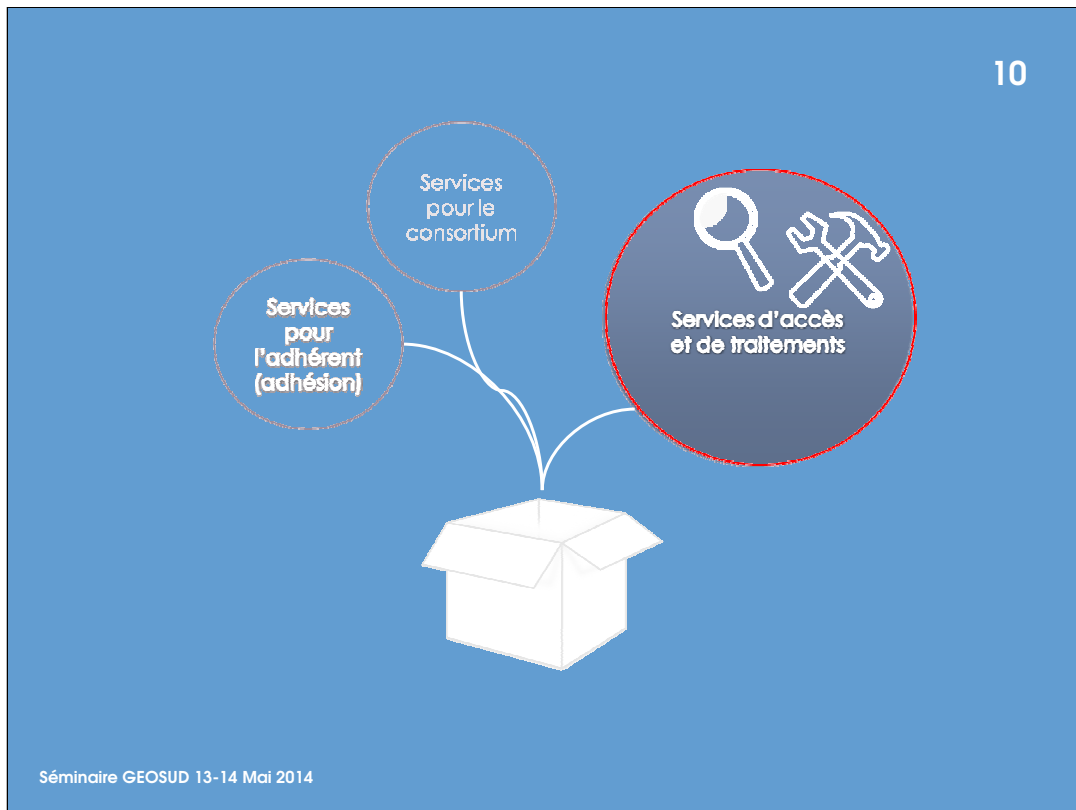 10
Services
pour le
consortium
Services
pour
l’adhérent
(adhésion)
Services d’accès
et de traitements
Séminaire GEOSUD 13-14 Mai 2014